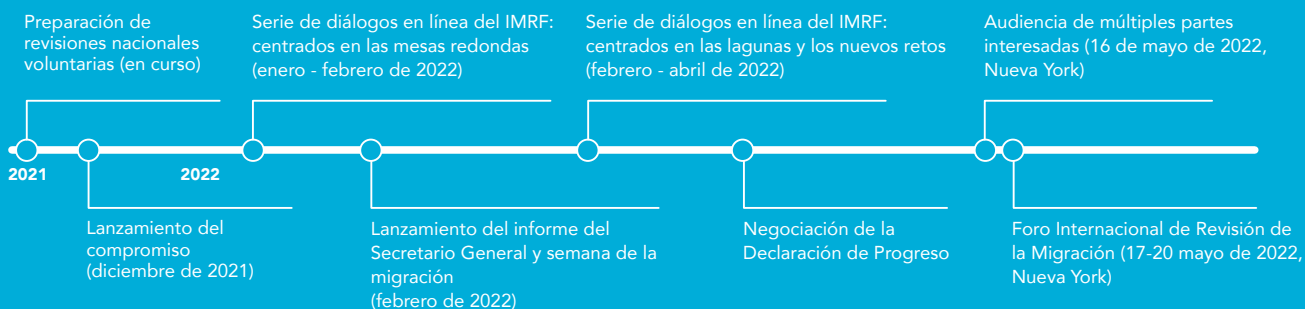 Preparación de
revisiones nacionales
voluntarias (en curso)
Serie de diálogos en línea del IMRF:
centrados en las mesas redondas
(enero - febrero de 2022)
Serie de diálogos en línea del IMRF:
centrados en las lagunas y los nuevos retos
(febrero - abril de 2022)
Audiencia de múltiples partes
interesadas (16 de mayo de 2022,
Nueva York)
2021
2022
Lanzamiento del
compromiso
(diciembre de 2021)
Lanzamiento del informe del
Secretario General y semana de la
migración
(febrero de 2022)
Negociación de la
Declaración de Progreso
Foro Internacional de Revisión de
la Migración (17-20 mayo de 2022,
Nueva York)